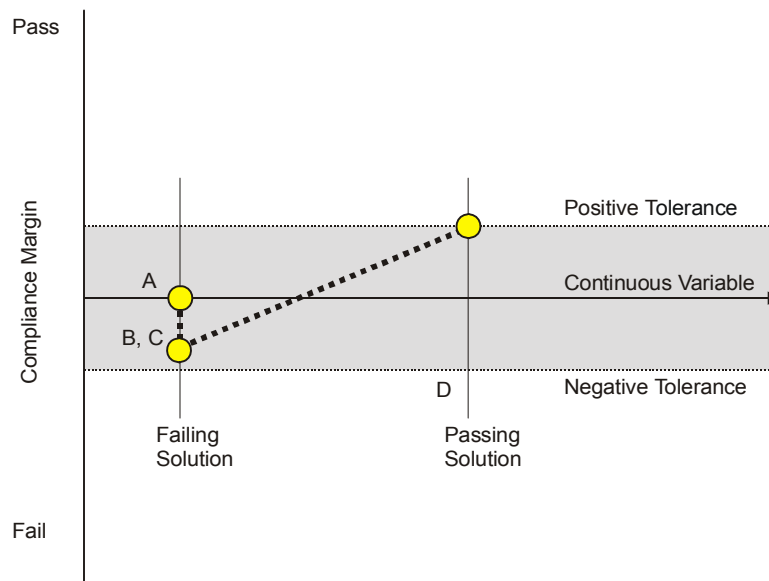 Pass
Positive Tolerance
A
Continuous Variable
B, C
D
Negative Tolerance
Failing
Solution
Passing
Solution
Compliance Margin
Fail